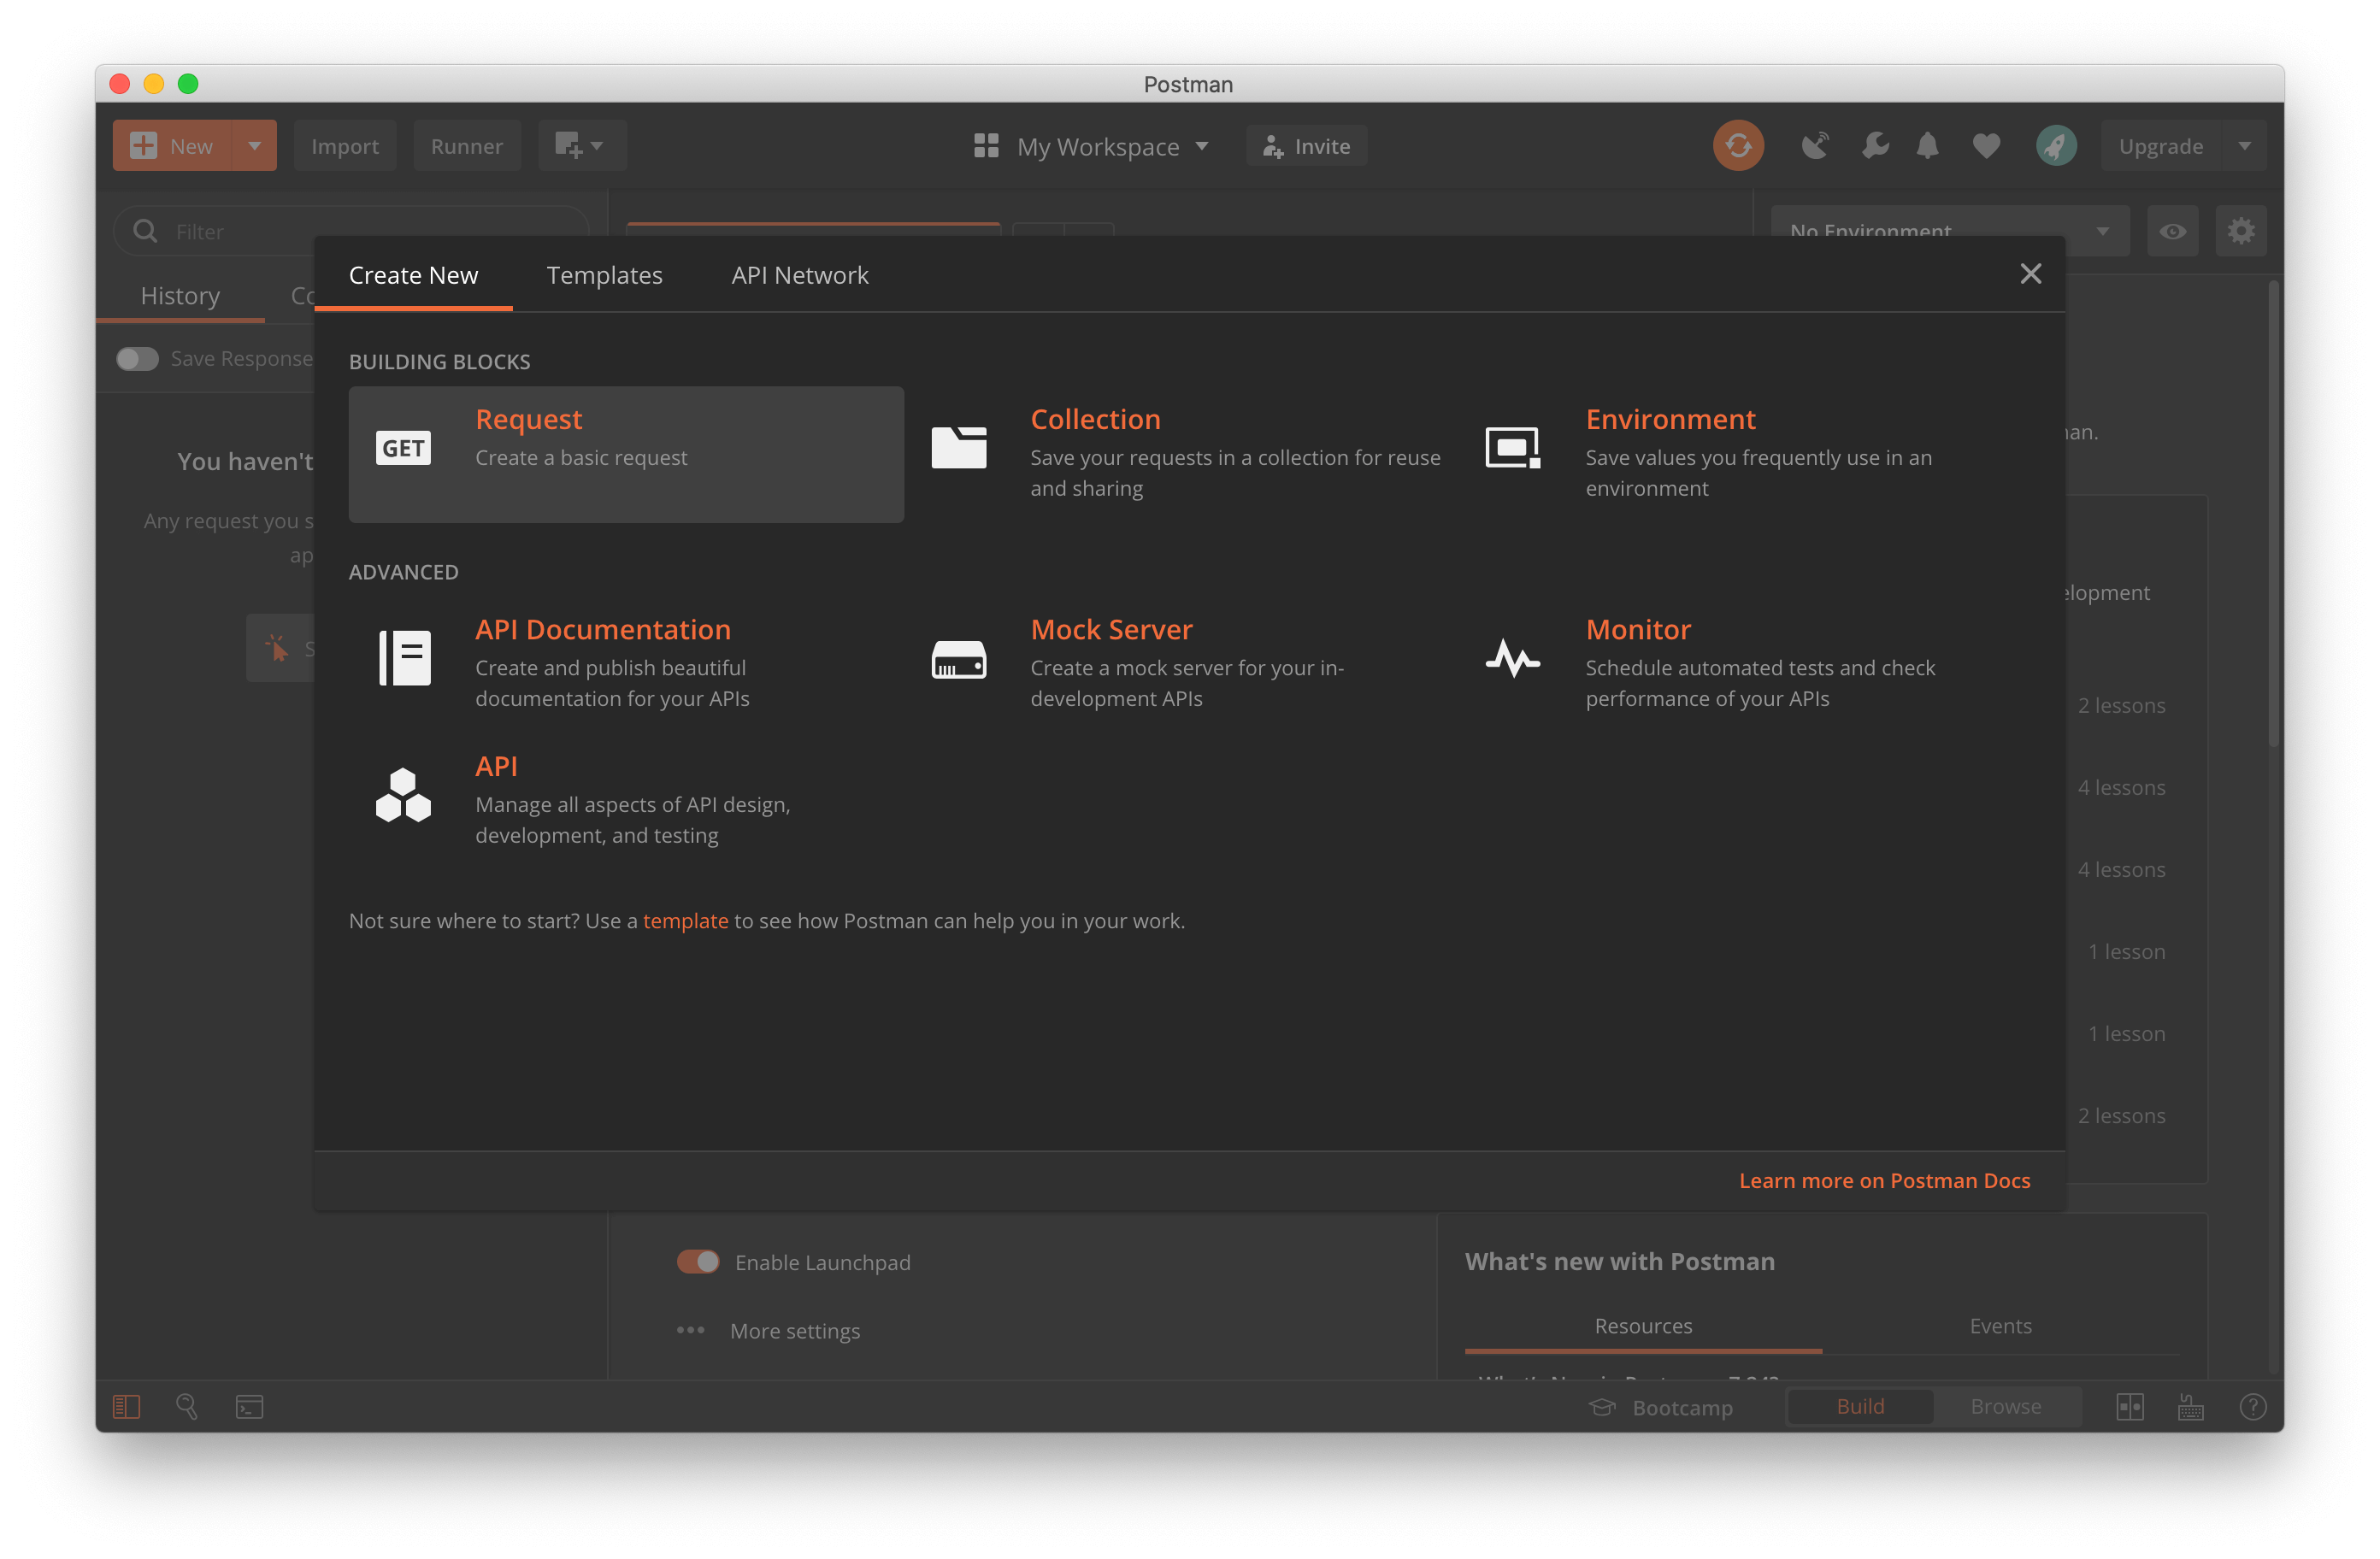 Postman
New
Import
Runner
My Workspace
Invite
Upgrade
Filter
No Environment
Create New
Templates
API Network
History
Save Response
BUILDING BLOCKS
GET
Request
Create a basic request
Collection
Save your requests in a collection for reuse
and sharing
Environment
Save values you frequently use in an
environment
You haven't
Any request you
ADVANCED
API Documentation
Create and publish beautiful
documentation for your APIs
Mock Server
Create a mock server for your in-
development APIs
Monitor
Schedule automated tests and check
performance of your APIs
API
Manage all aspects of API design,
development, and testing
Not sure where to start? Use a template to see how Postman can help you in your work.
2 lessons
4 lessons
4 lessons
1 lesson
1 lesson
2 lessons
Learn more on Postman Docs
Enable Launchpad
More settings
What's new with Postman
Resources
Events
Bootcamp
Build
Browse